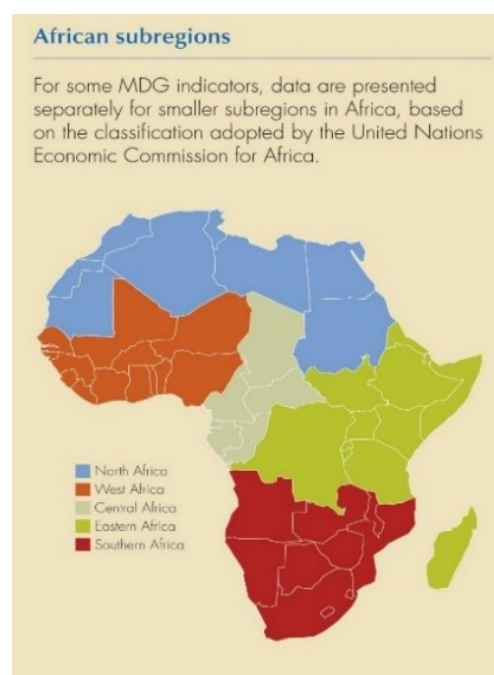 African subregions
For some MDG indicators, data are presented
separately for smaller subregions in Africa, based
on the classification adopted by the United Nations
Economic Commission for Africa.
North Africa
West Africa
Central Africa
Eastern Africa
Southern Africa